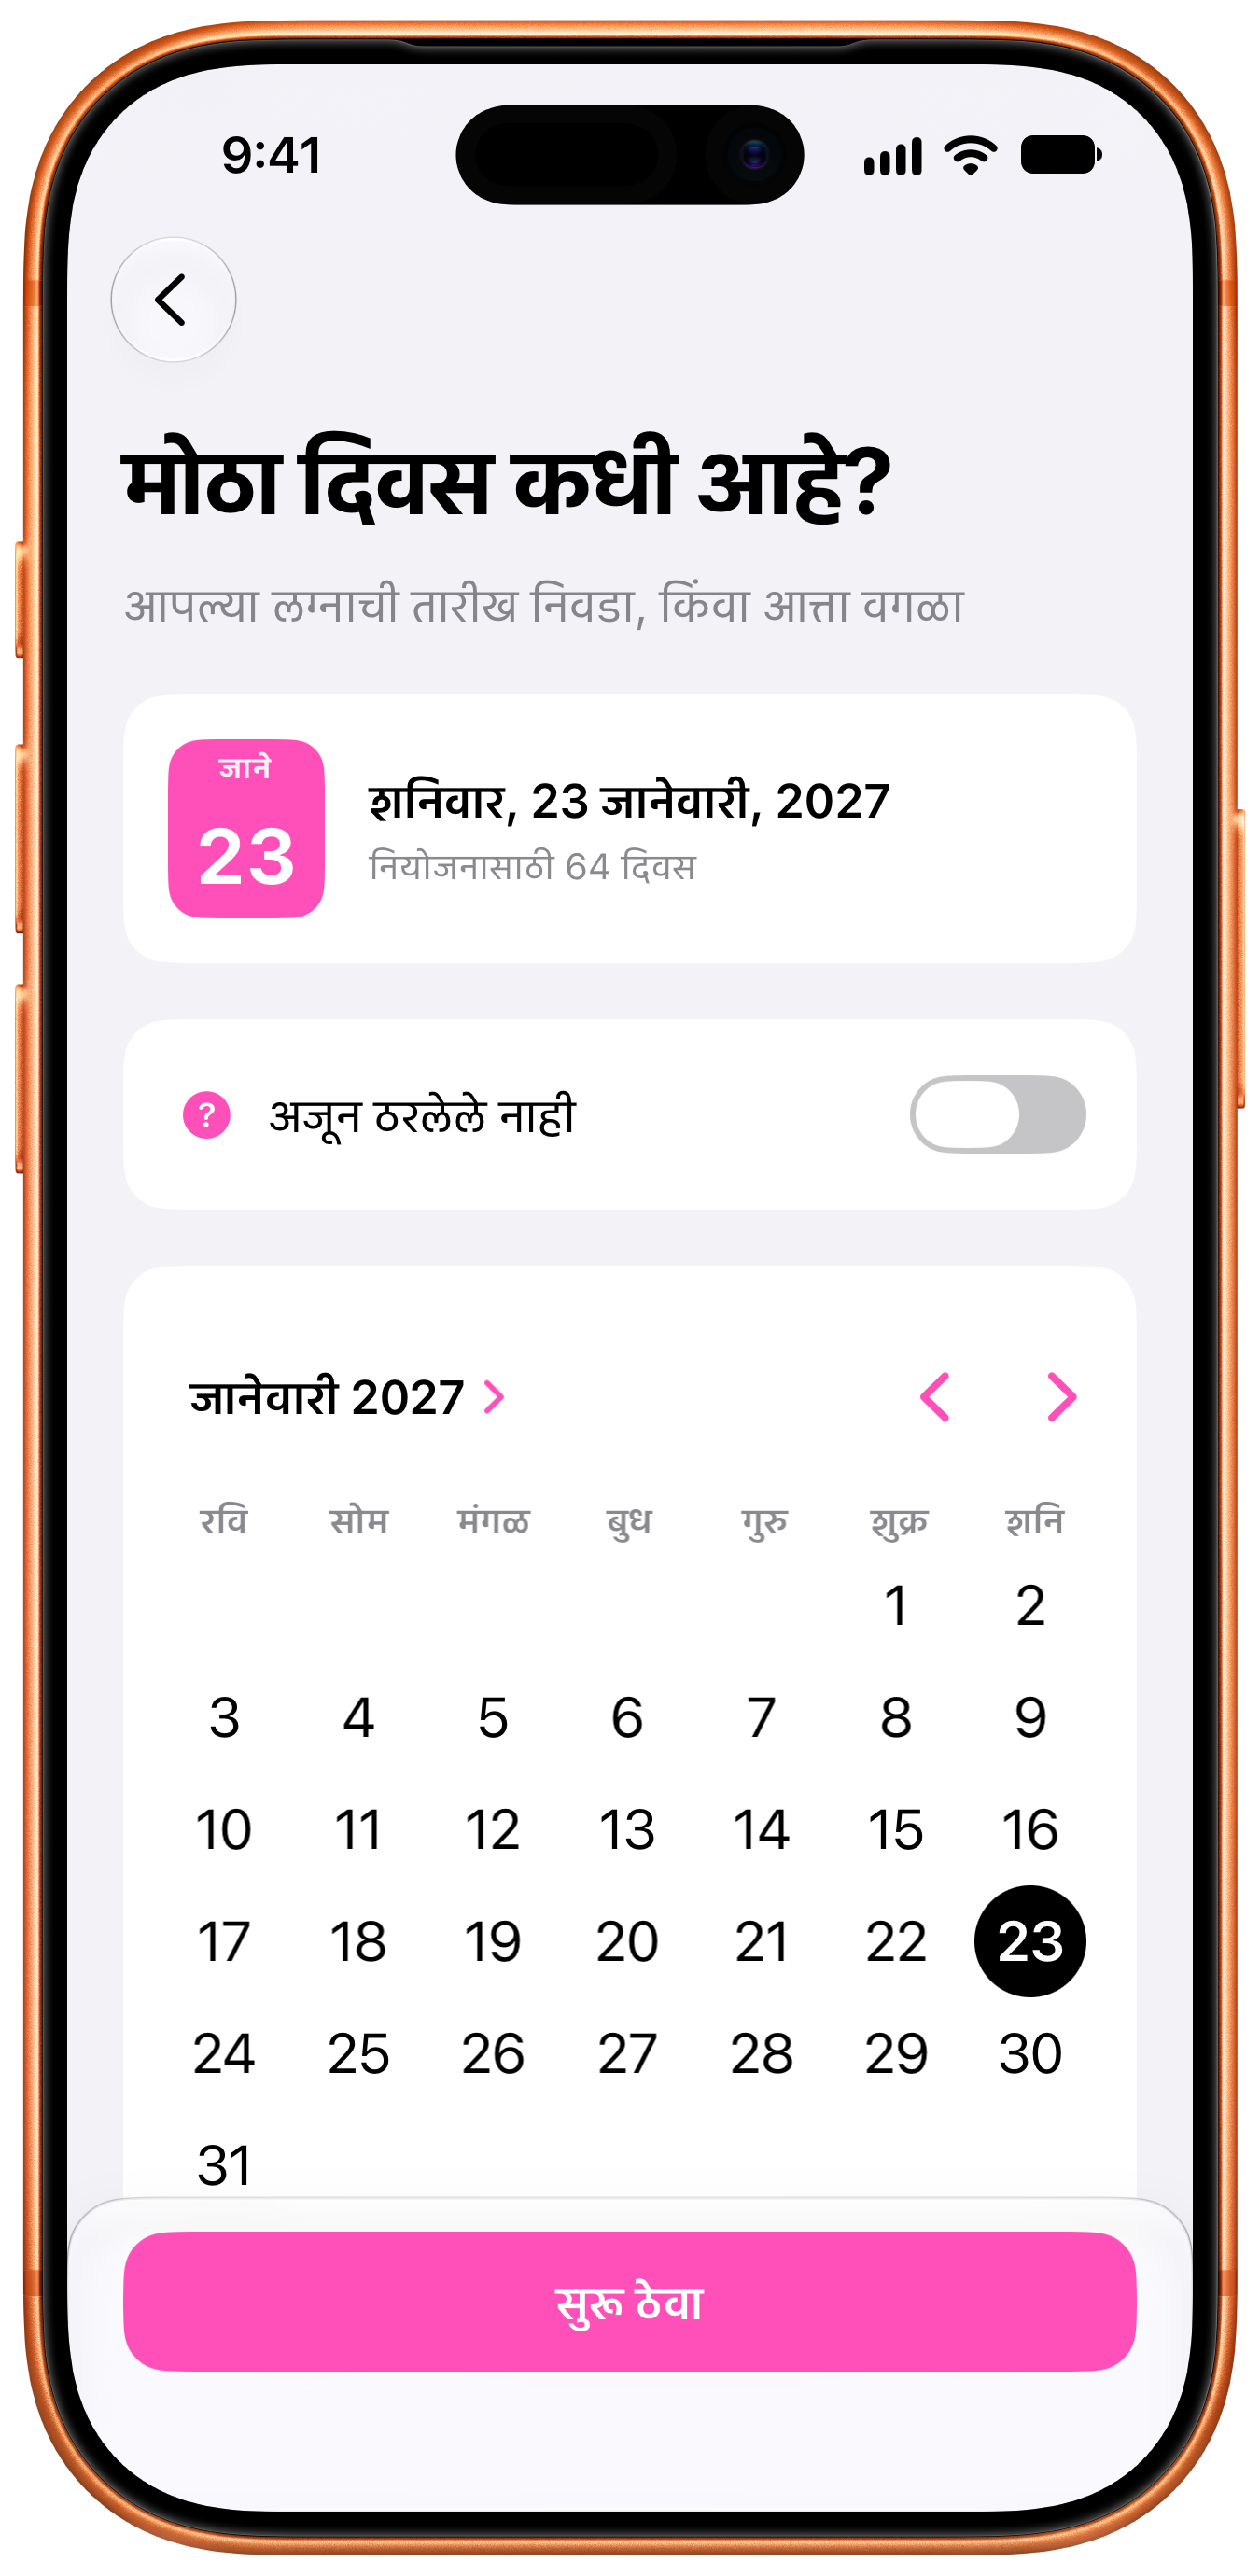 9:41
मोठा दिवस कधी आहे?
आपल्या लग्नाची तारीख निवडा, किंवा आत्ता वगळा
जाने
23
शनिवार, 23 जानेवारी, 2027
नियोजनासाठी 64 दिवस
? अजून ठरलेले नाही
जानेवारी 2027
रवि सोम मंगळ बुध गुरु शुक्र शनि
1 2
3 4 5 6 7 8 9
10 11 12 13 14 15 16
17 18 19 20 21 22 23
24 25 26 27 28 29 30
31
सुरू ठेवा